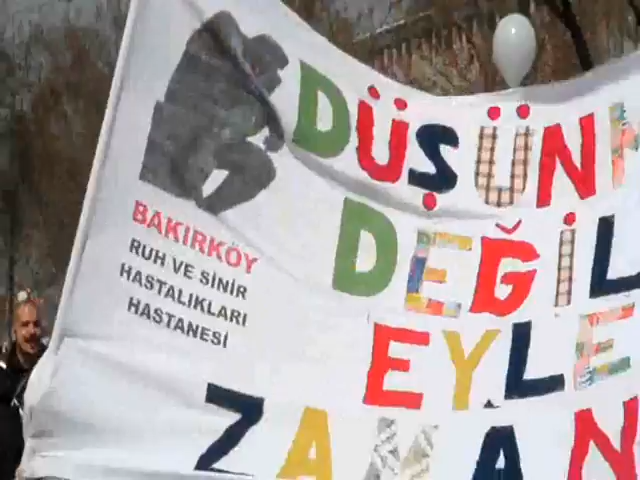 BAKIRKÖY
RUH VE SİNİR
HASTALIKLARI
HASTANESİ
DÜŞÜN
DEĞİL
EYLE
ZAMAN